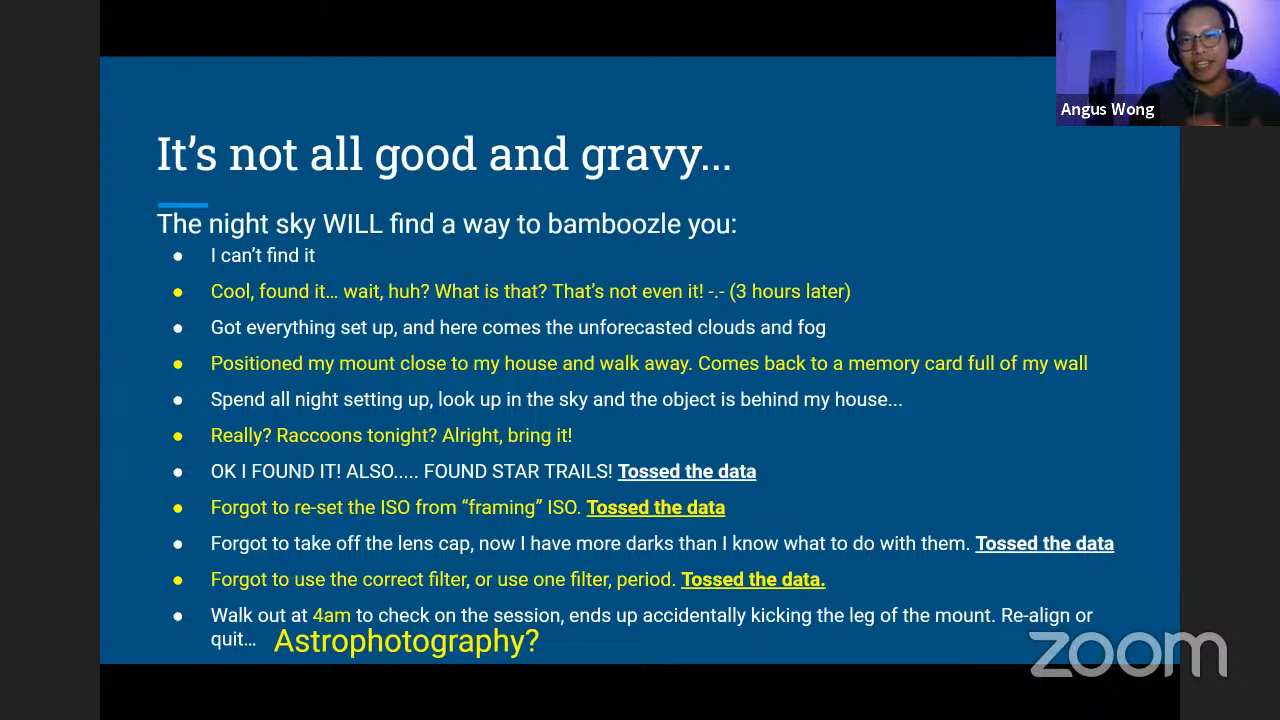 Angus Wong
It's not all good and gravy...
The night sky WILL find a way to bamboozle you:
● I can't find it
● Cool, found it… wait, huh? What is that? That's not even it! -.- (3 hours later)
● Got everything set up, and here comes the unforecasted clouds and fog
● Positioned my mount close to my house and walk away. Comes back to a memory card full of my wall
● Spend all night setting up, look up in the sky and the object is behind my house...
● Really? Raccoons tonight? Alright, bring it!
● OK I FOUND IT! ALSO..... FOUND STAR TRAILS! Tossed the data
● Forgot to re-set the ISO from “framing” ISO. Tossed the data
● Forgot to take off the lens cap, now I have more darks than I know what to do with them. Tossed the data
● Forgot to use the correct filter, or use one filter, period. Tossed the data.
● Walk out at 4am to check on the session, ends up accidentally kicking the leg of the mount. Re-align or
quit…
Astrophotography?
zoom